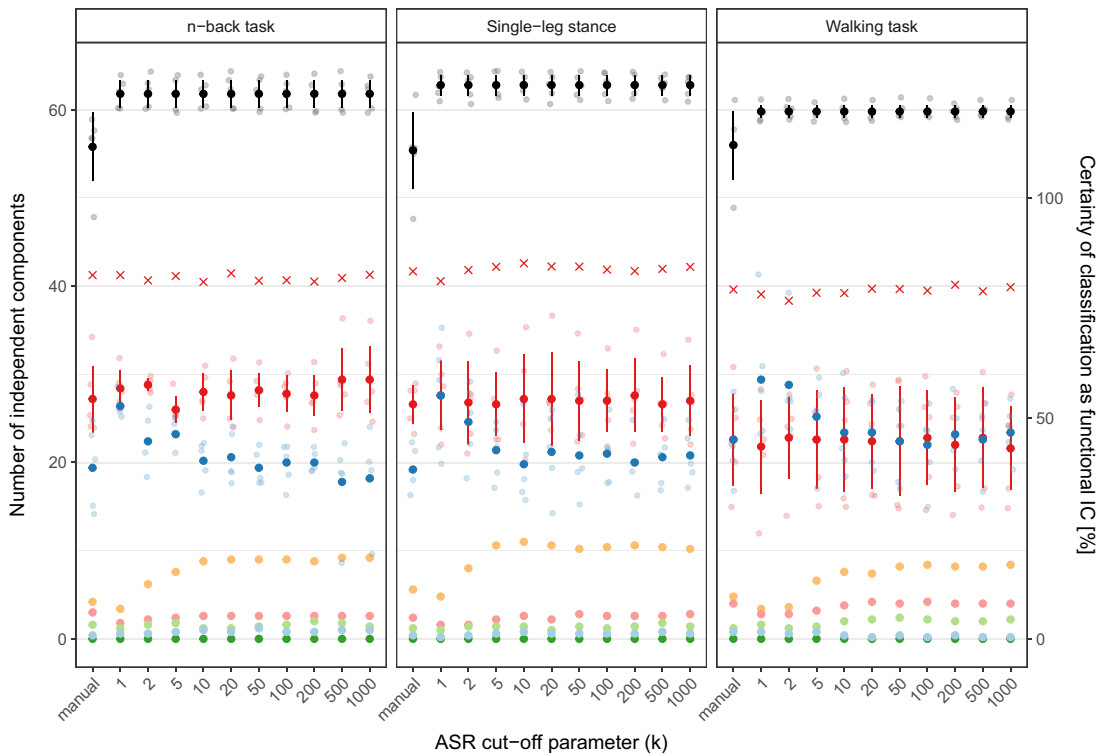 n−back task
Single−leg stance
Walking task
Number of independent components
60
40
20
0
100
50
0
Certainty of classification as functional IC [%]
manual 1 2 5 10 20 50 100 200 500 1000
manual 1 2 5 10 20 50 100 200 500 1000
manual 1 2 5 10 20 50 100 200 500 1000
ASR cut−off parameter (k)